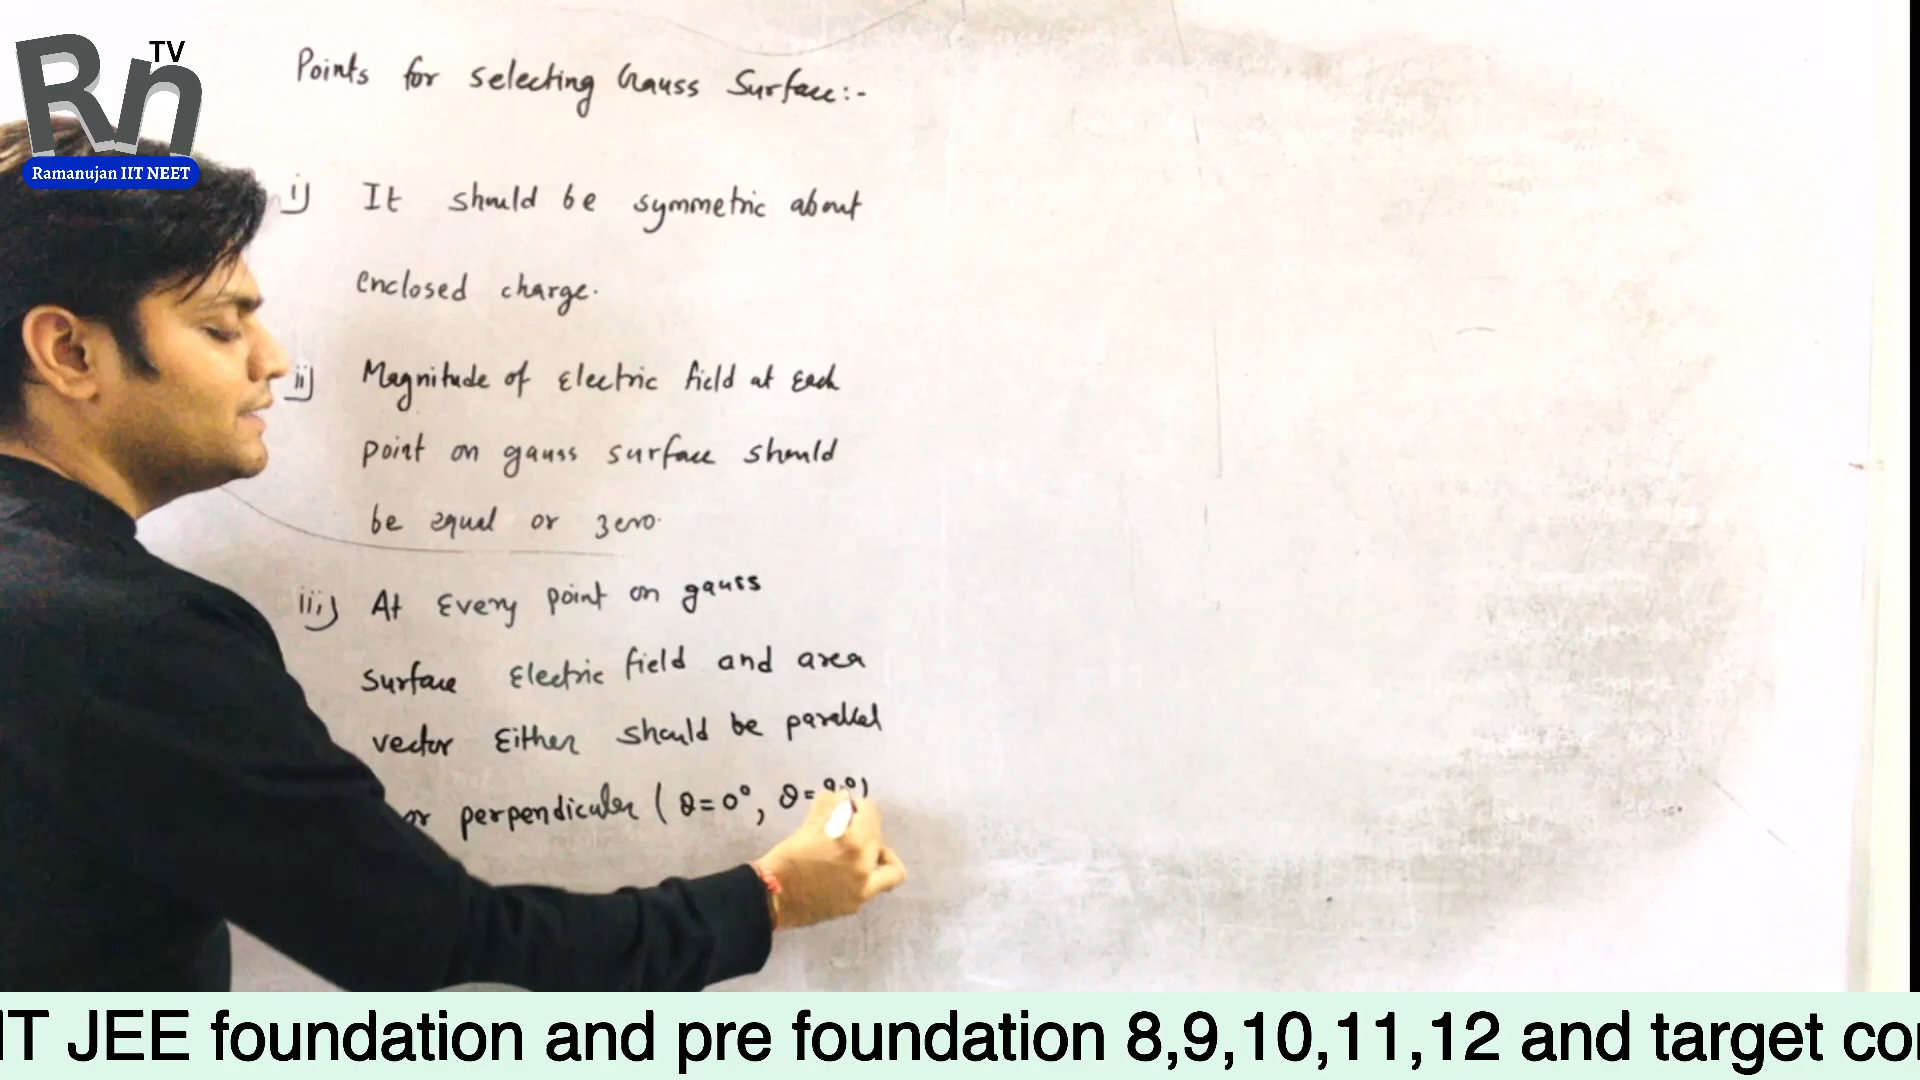 Rn TV
Ramanujan IIT NEET
Points for selecting Gauss Surface:-
i) It should be symmetric about
enclosed charge.
ii) Magnitude of Electric field at Each
point on gauss surface should
be equal or zero.
iii) At Every point on gauss
surface Electric field and area
vector Either should be parallel
or perpendicular (θ=0°, θ=90°)
IT JEE foundation and pre foundation 8,9,10,11,12 and target